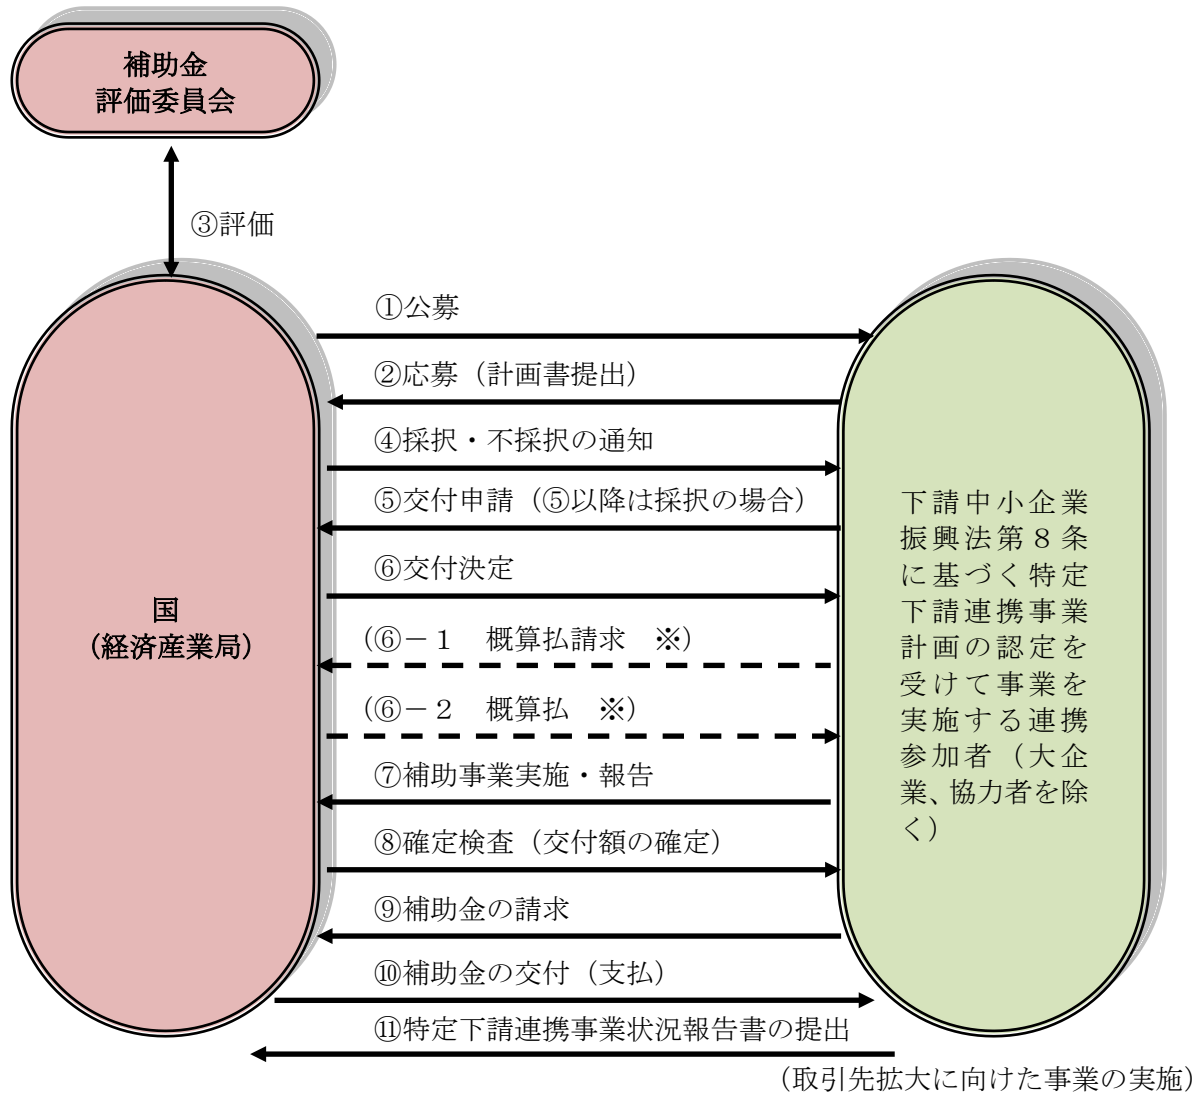 補助金
評価委員会
③評価
①公募
②応募（計画書提出）
④採択・不採択の通知
⑤交付申請（⑤以降は採択の場合）
⑥交付決定
（⑥－１　概算払請求　※）
（⑥－２　概算払　※）
⑦補助事業実施・報告
⑧確定検査（交付額の確定）
⑨補助金の請求
⑩補助金の交付（支払）
⑪特定下請連携事業状況報告書の提出
（取引先拡大に向けた事業の実施）
国
（経済産業局）
下請中小企業
振興法第８条
に基づく特定
下請連携事業
計画の認定を
受けて事業を
実施する連携
参加者（大企
業、協力者を除
く）